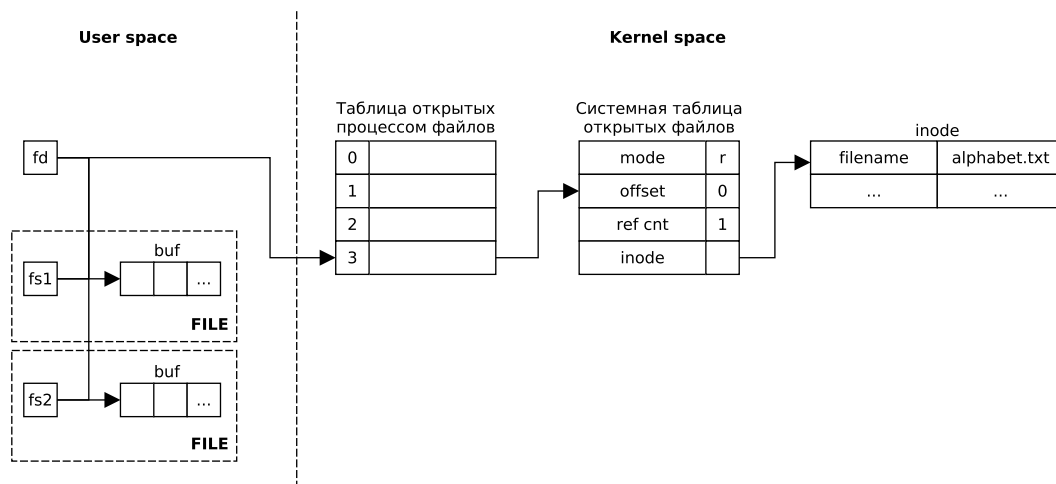 User space
Kernel space
Таблица открытых
процессом файлов
Системная таблица
открытых файлов
inode
fd
0
1
2
3
mode r
offset 0
ref cnt 1
inode
filename alphabet.txt
... ...
buf
fs1
...
FILE
buf
fs2
...
FILE